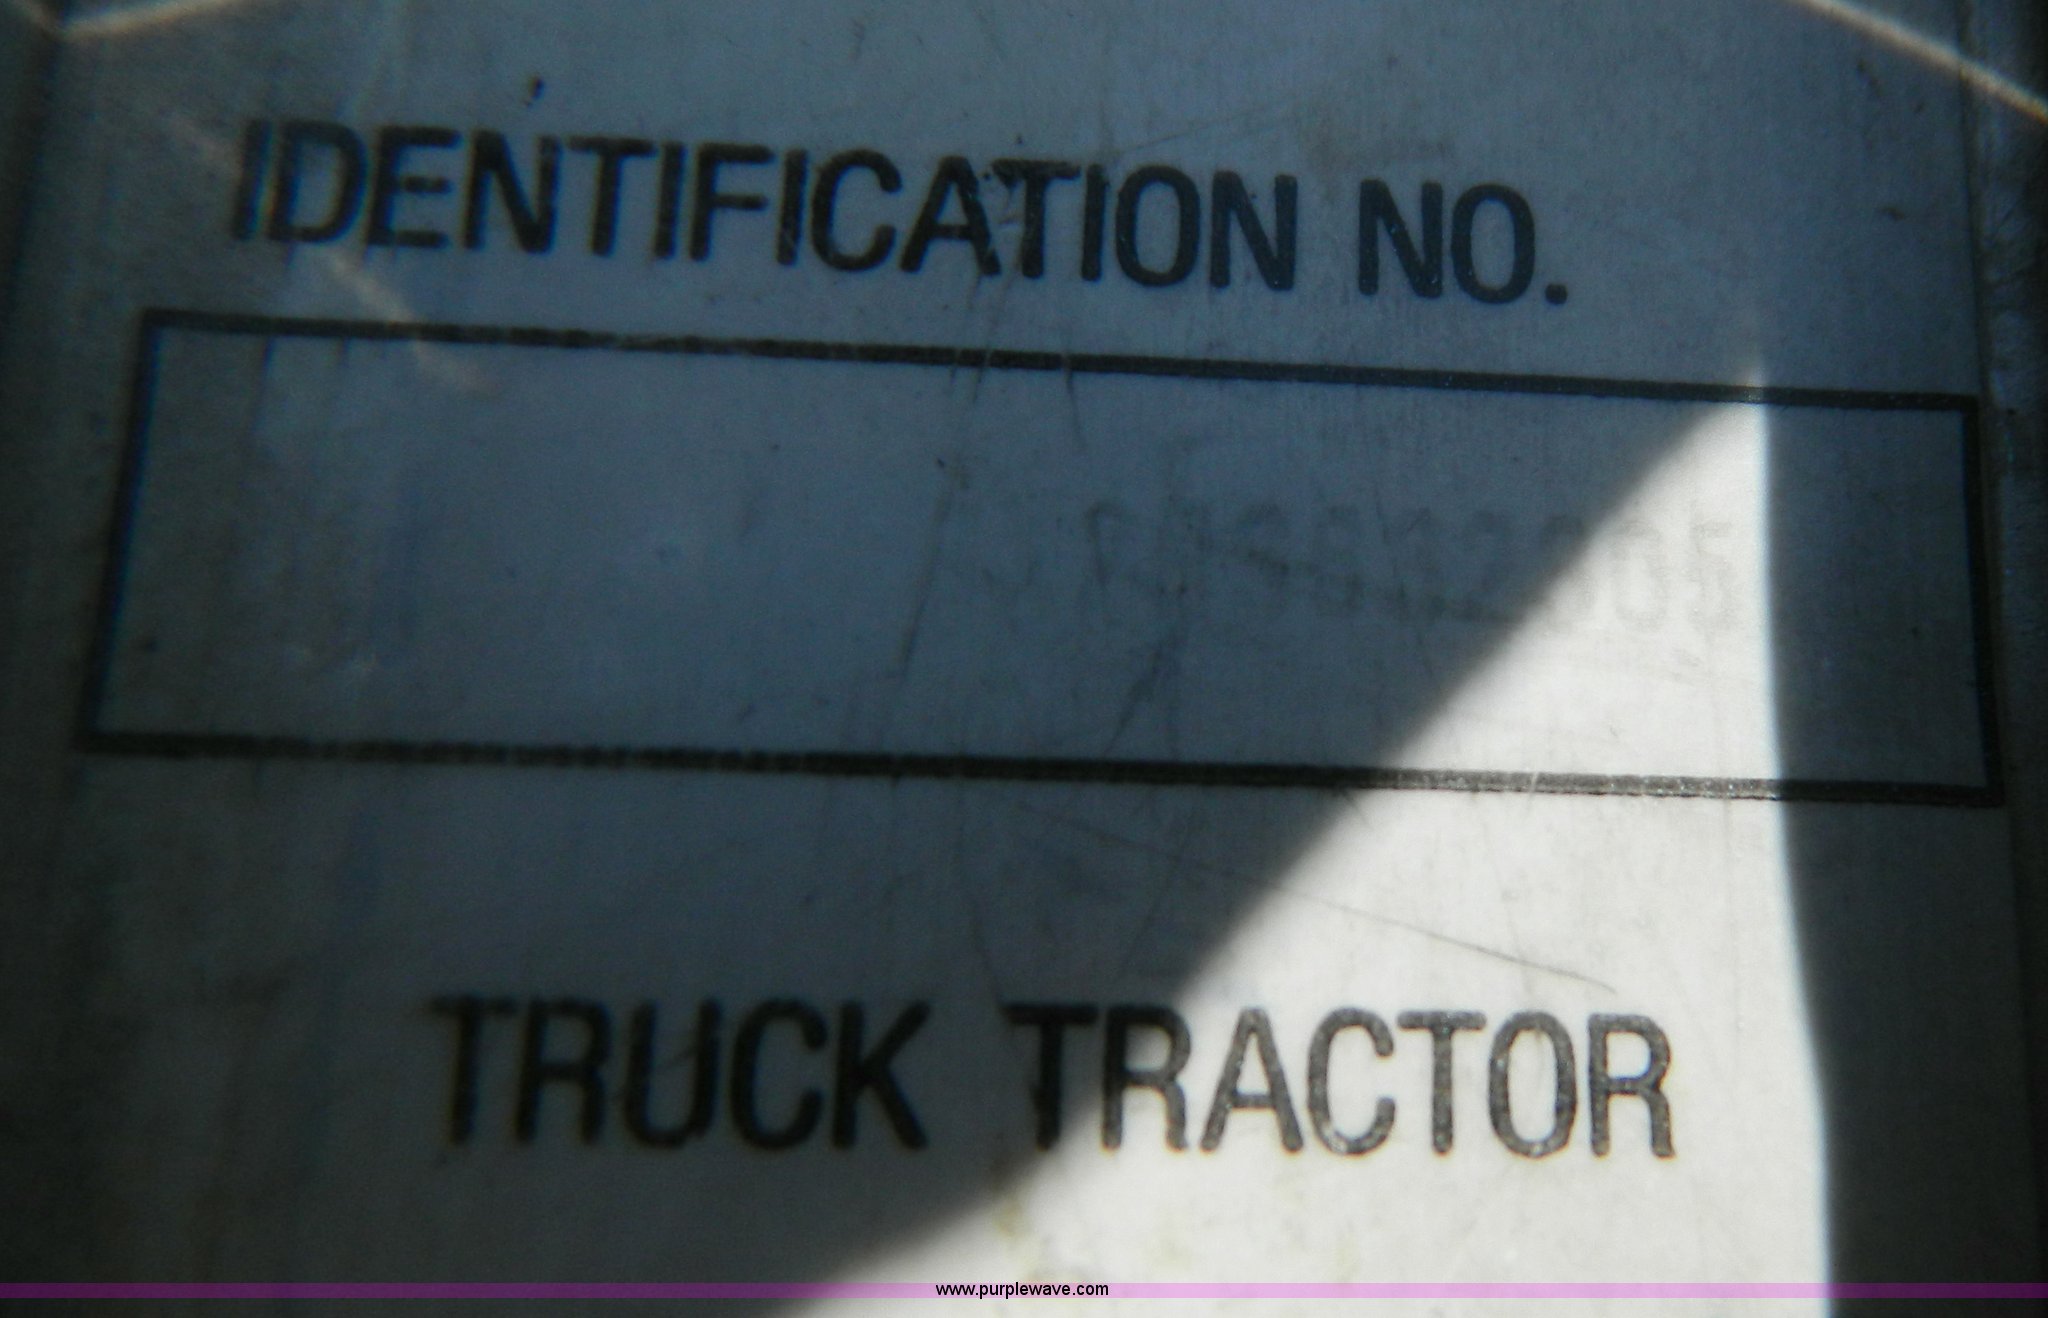 IDENTIFICATION NO.
TRUCK TRACTOR
www.purplewave.com